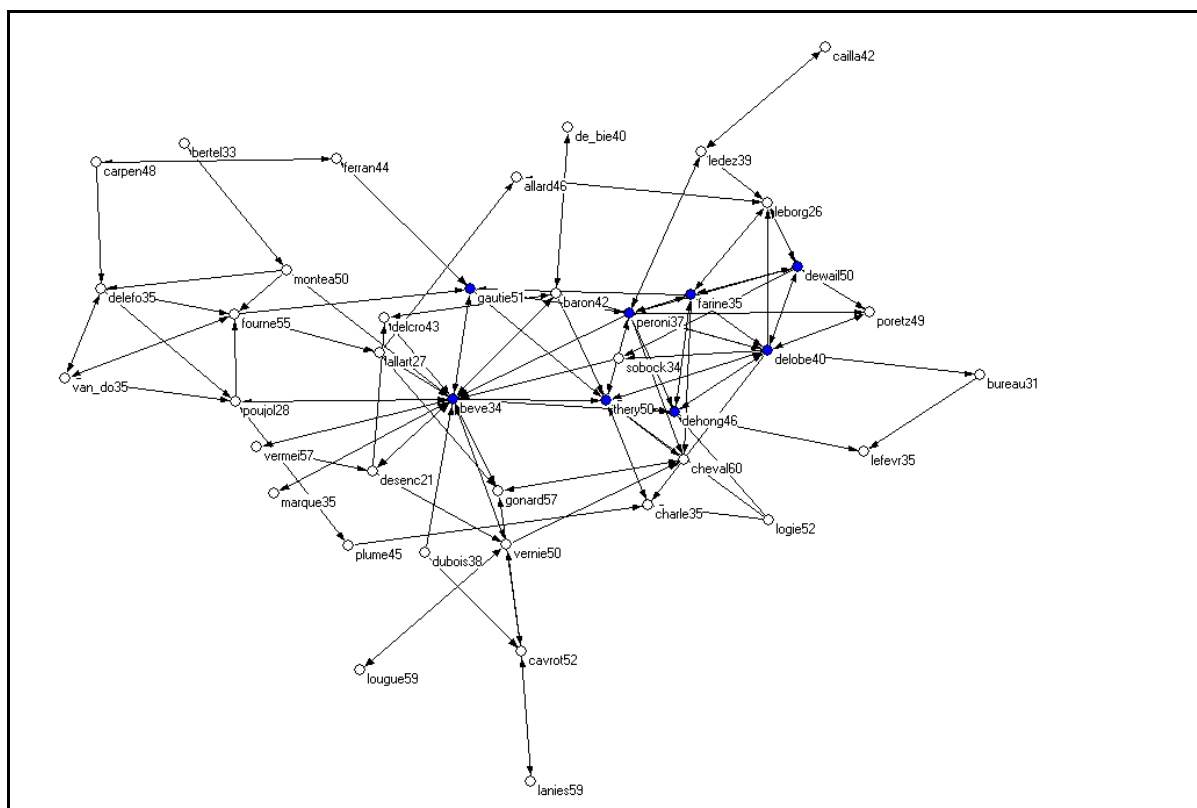 cailla42
de_bie40
bertel33
ledez39
ferran44
carpen48
allard46
leborg26
dewail50
montea50
delefo35
gautie51
baron42
farine35
peroni37
poretz49
fourne55
delcro43
allart27
delobe40
sobock34
van_do35
bureau31
poujol28
beve34
thery50
dehong46
vermei57
lefevr35
cheval60
desenc21
marque35
gonard57
charle35
logie52
plume45
dubois38
vernie50
cavrot52
lougue59
lanies59